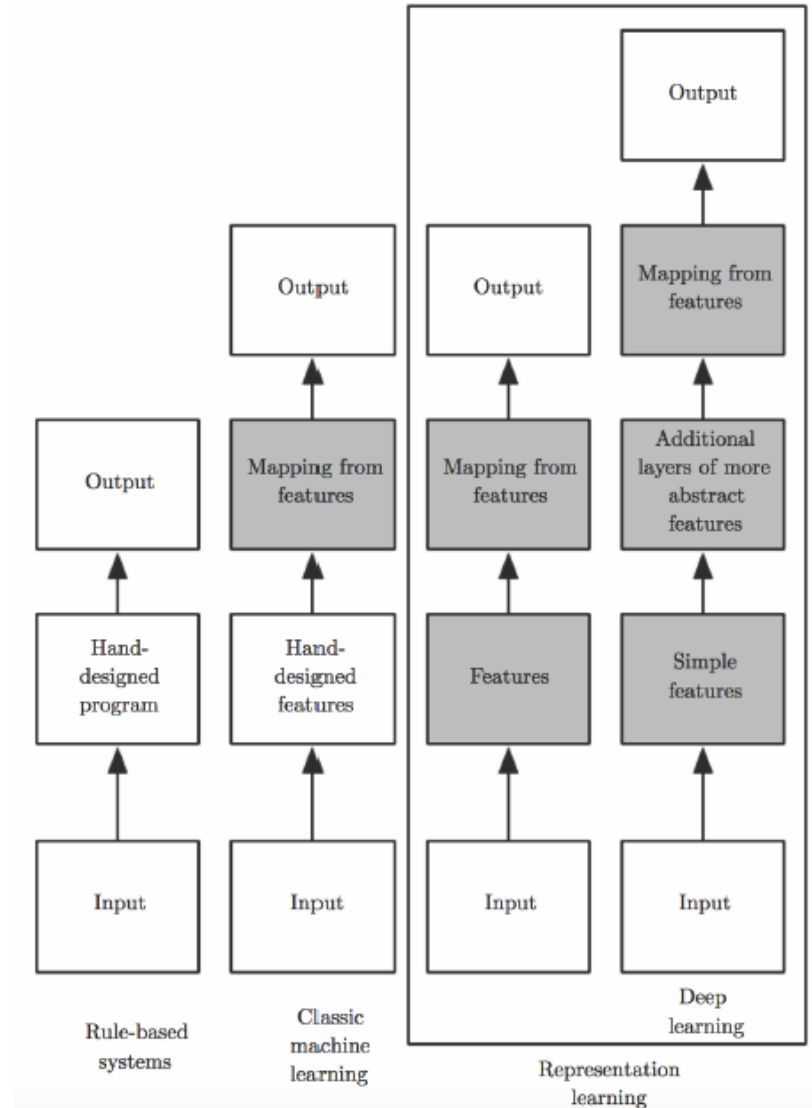 Output
Output
Output
Mapping from
features
Output
Mapping from
features
Mapping from
features
Additional
layers of more
abstract
features
Hand-
designed
program
Hand-
designed
features
Features
Simple
features
Input
Input
Input
Input
Rule-based
systems
Classic
machine
learning
Representation
learning
Deep
learning